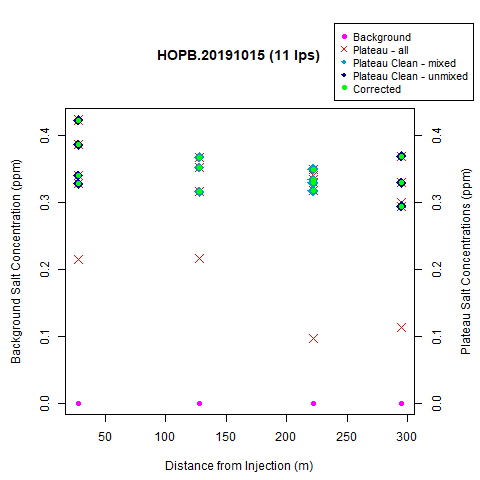 HOPB.20191015 (11 lps)
Background
Plateau - all
Plateau Clean - mixed
Plateau Clean - unmixed
Corrected
Background Salt Concentration (ppm)
0.4
0.3
0.2
0.1
0.0
0.4
0.3
0.2
0.1
0.0
Plateau Salt Concentrations (ppm)
50 100 150 200 250 300
Distance from Injection (m)